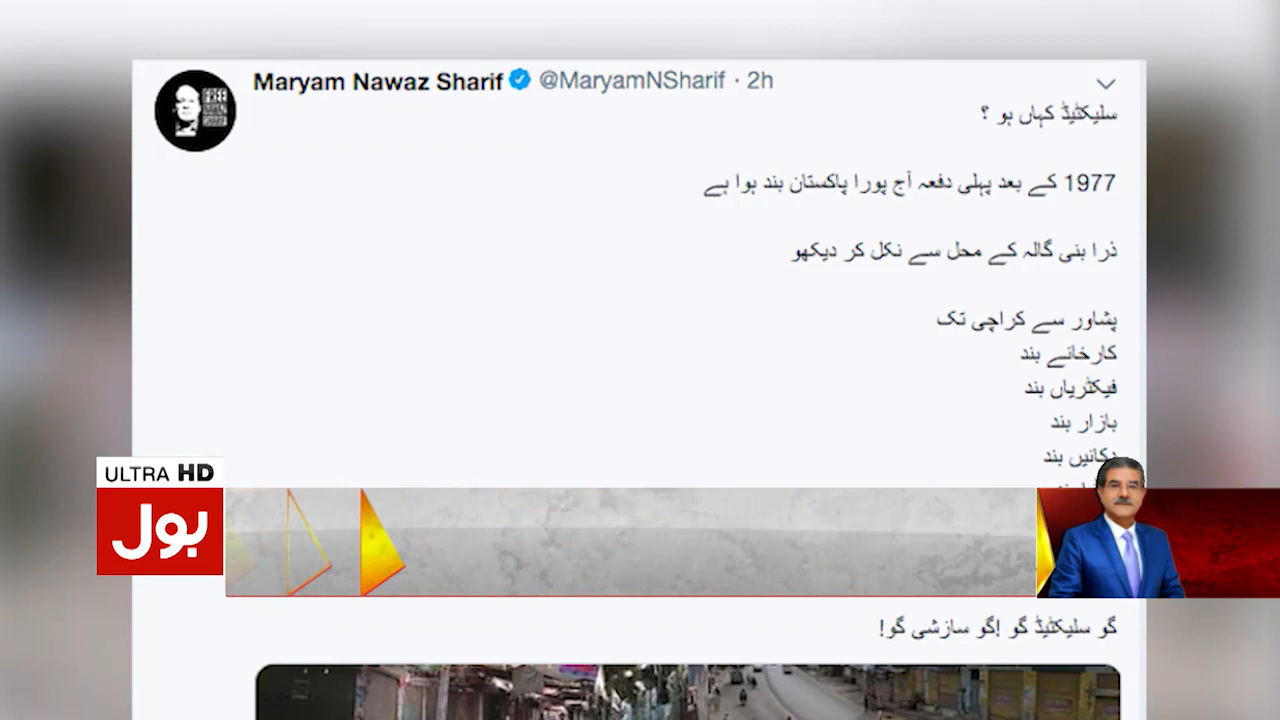 Maryam Nawaz Sharif @MaryamNSharif · 2h
سلیکٹیڈ کہاں ہو ؟
1977 کے بعد پہلی دفعہ آج پورا پاکستان بند ہوا ہے
ذرا بنی گالہ کے محل سے نکل کر دیکھو
پشاور سے کراچی تک
کارخانے بند
فیکٹریاں بند
بازار بند
دکانیں بند
ULTRA HD
بول
گو سلیکٹیڈ گو !گو سازشی گو!